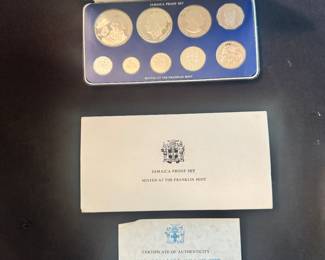 JAMAICA PROOF SET
MINTED AT THE FRANKLIN MINT
JAMAICA PROOF SET
MINTED AT THE FRANKLIN MINT
CERTIFICATE OF AUTHENTICITY